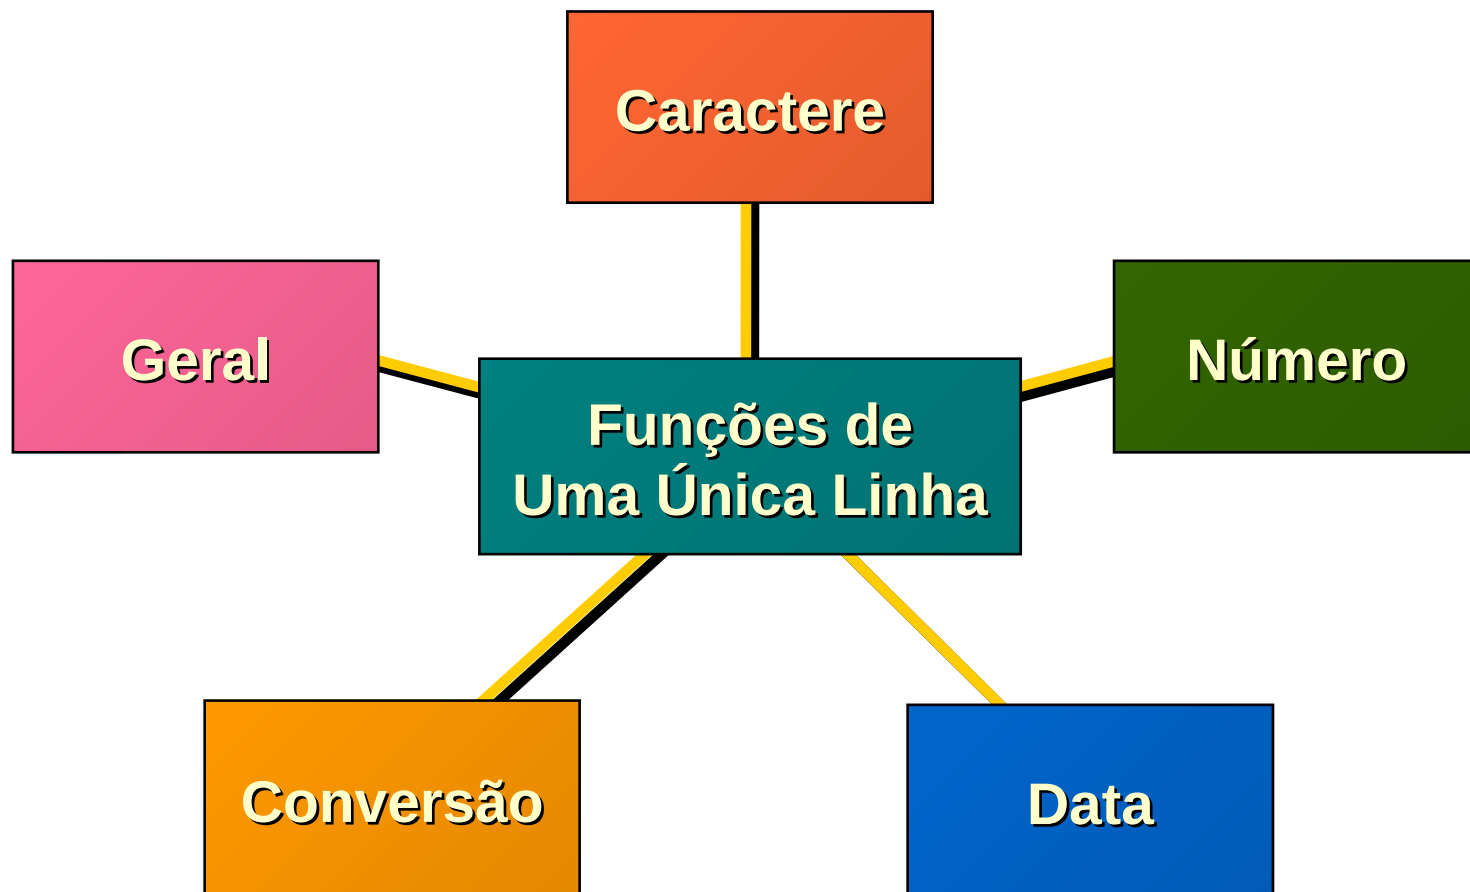 Caractere
Geral
Número
Funções de
Uma Única Linha
Conversão
Data